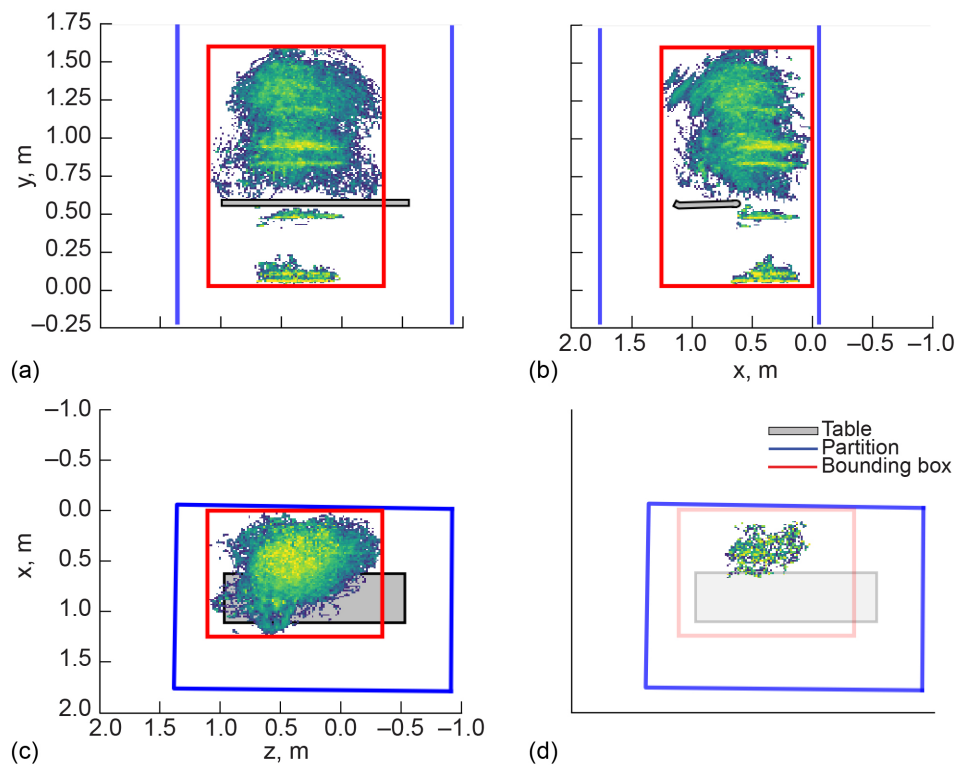 1.75
1.50
1.25
1.00
0.75
0.50
0.25
0.00
–0.25
y, m
(a)
2.0 1.5 1.0 0.5 0.0 –0.5 –1.0
x, m
(b)
–1.0
–0.5
0.0
0.5
1.0
1.5
2.0
x, m
2.0 1.5 1.0 0.5 0.0 –0.5 –1.0
z, m
(c)
Table
Partition
Bounding box
(d)